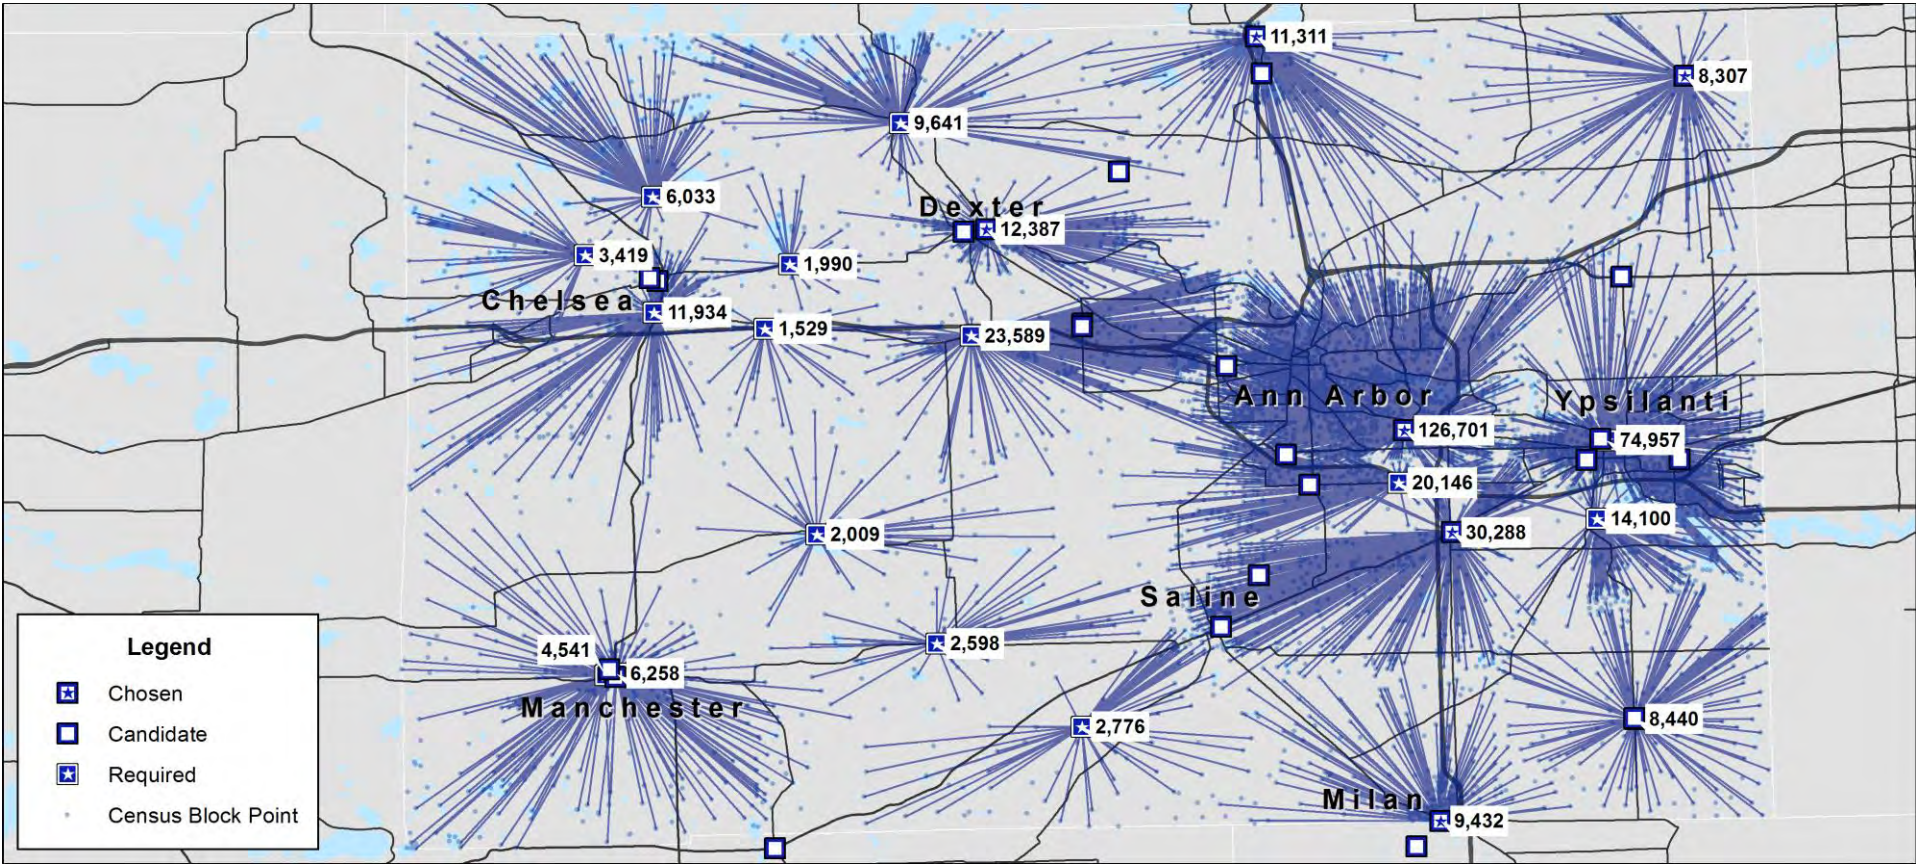 11,311
8,307
9,641
6,033
Dexter
12,387
3,419
1,990
Chelsea
11,934
1,529
23,589
Ann Arbor
Ypsilanti
126,701
74,957
20,146
14,100
2,009
30,288
Saline
2,598
4,541
6,258
Manchester
2,776
8,440
Milan
9,432
Legend
Chosen
Candidate
Required
Census Block Point